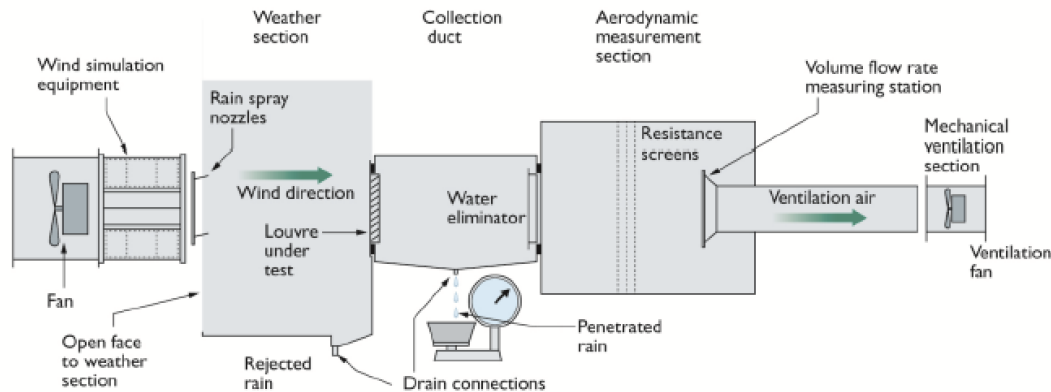 Weather
section
Collection
duct
Aerodynamic
measurement
section
Wind simulation
equipment
Rain spray
nozzles
Volume flow rate
measuring station
Resistance
screens
Mechanical
ventilation
section
Wind direction
Water
eliminator
Ventilation air
Louvre
under
test
Ventilation
fan
Fan
Open face
to weather
section
Penetrated
rain
Rejected
rain
Drain connections